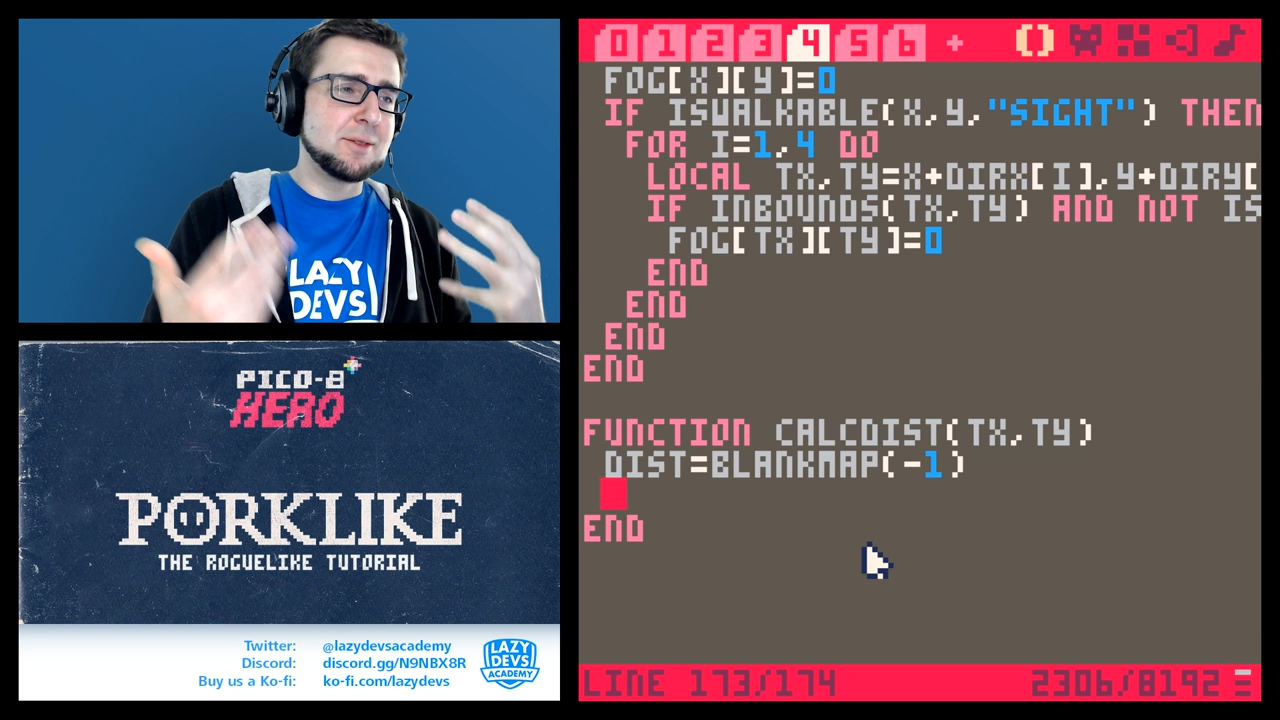 LAZY
DEVS
PICO-8
HERO
PORKLIKE
THE ROGUELIKE TUTORIAL
Twitter: @lazydevsacademy
Discord: discord.gg/N9NBX8R
Buy us a Ko-fi: ko-fi.com/lazydevs
LAZY
DEVS
ACADEMY
0 1 2 3 4 5 6 +
FOG[X][Y]=0
IF ISWALKABLE(X,Y,"SIGHT") THEN
FOR I=1,4 DO
LOCAL TX,TY=X+DIRX[I],Y+DIRY[
IF INBOUNDS(TX,TY) AND NOT IS
FOG[TX][TY]=0
END
END
END
END
FUNCTION CALCDIST(TX,TY)
DIST=BLANKMAP(-1)
END
LINE 173/174 2306/8192